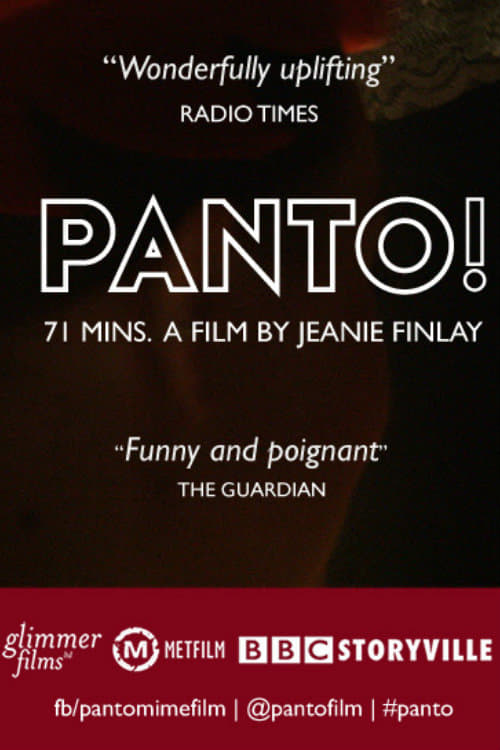 “Wonderfully uplifting”
RADIO TIMES
PANTO!
71 MINS. A FILM BY JEANIE FINLAY
“Funny and poignant”
THE GUARDIAN
glimmer films ltd M METFILM BBC STORYVILLE
fb/pantomimefilm | @pantofilm | #panto